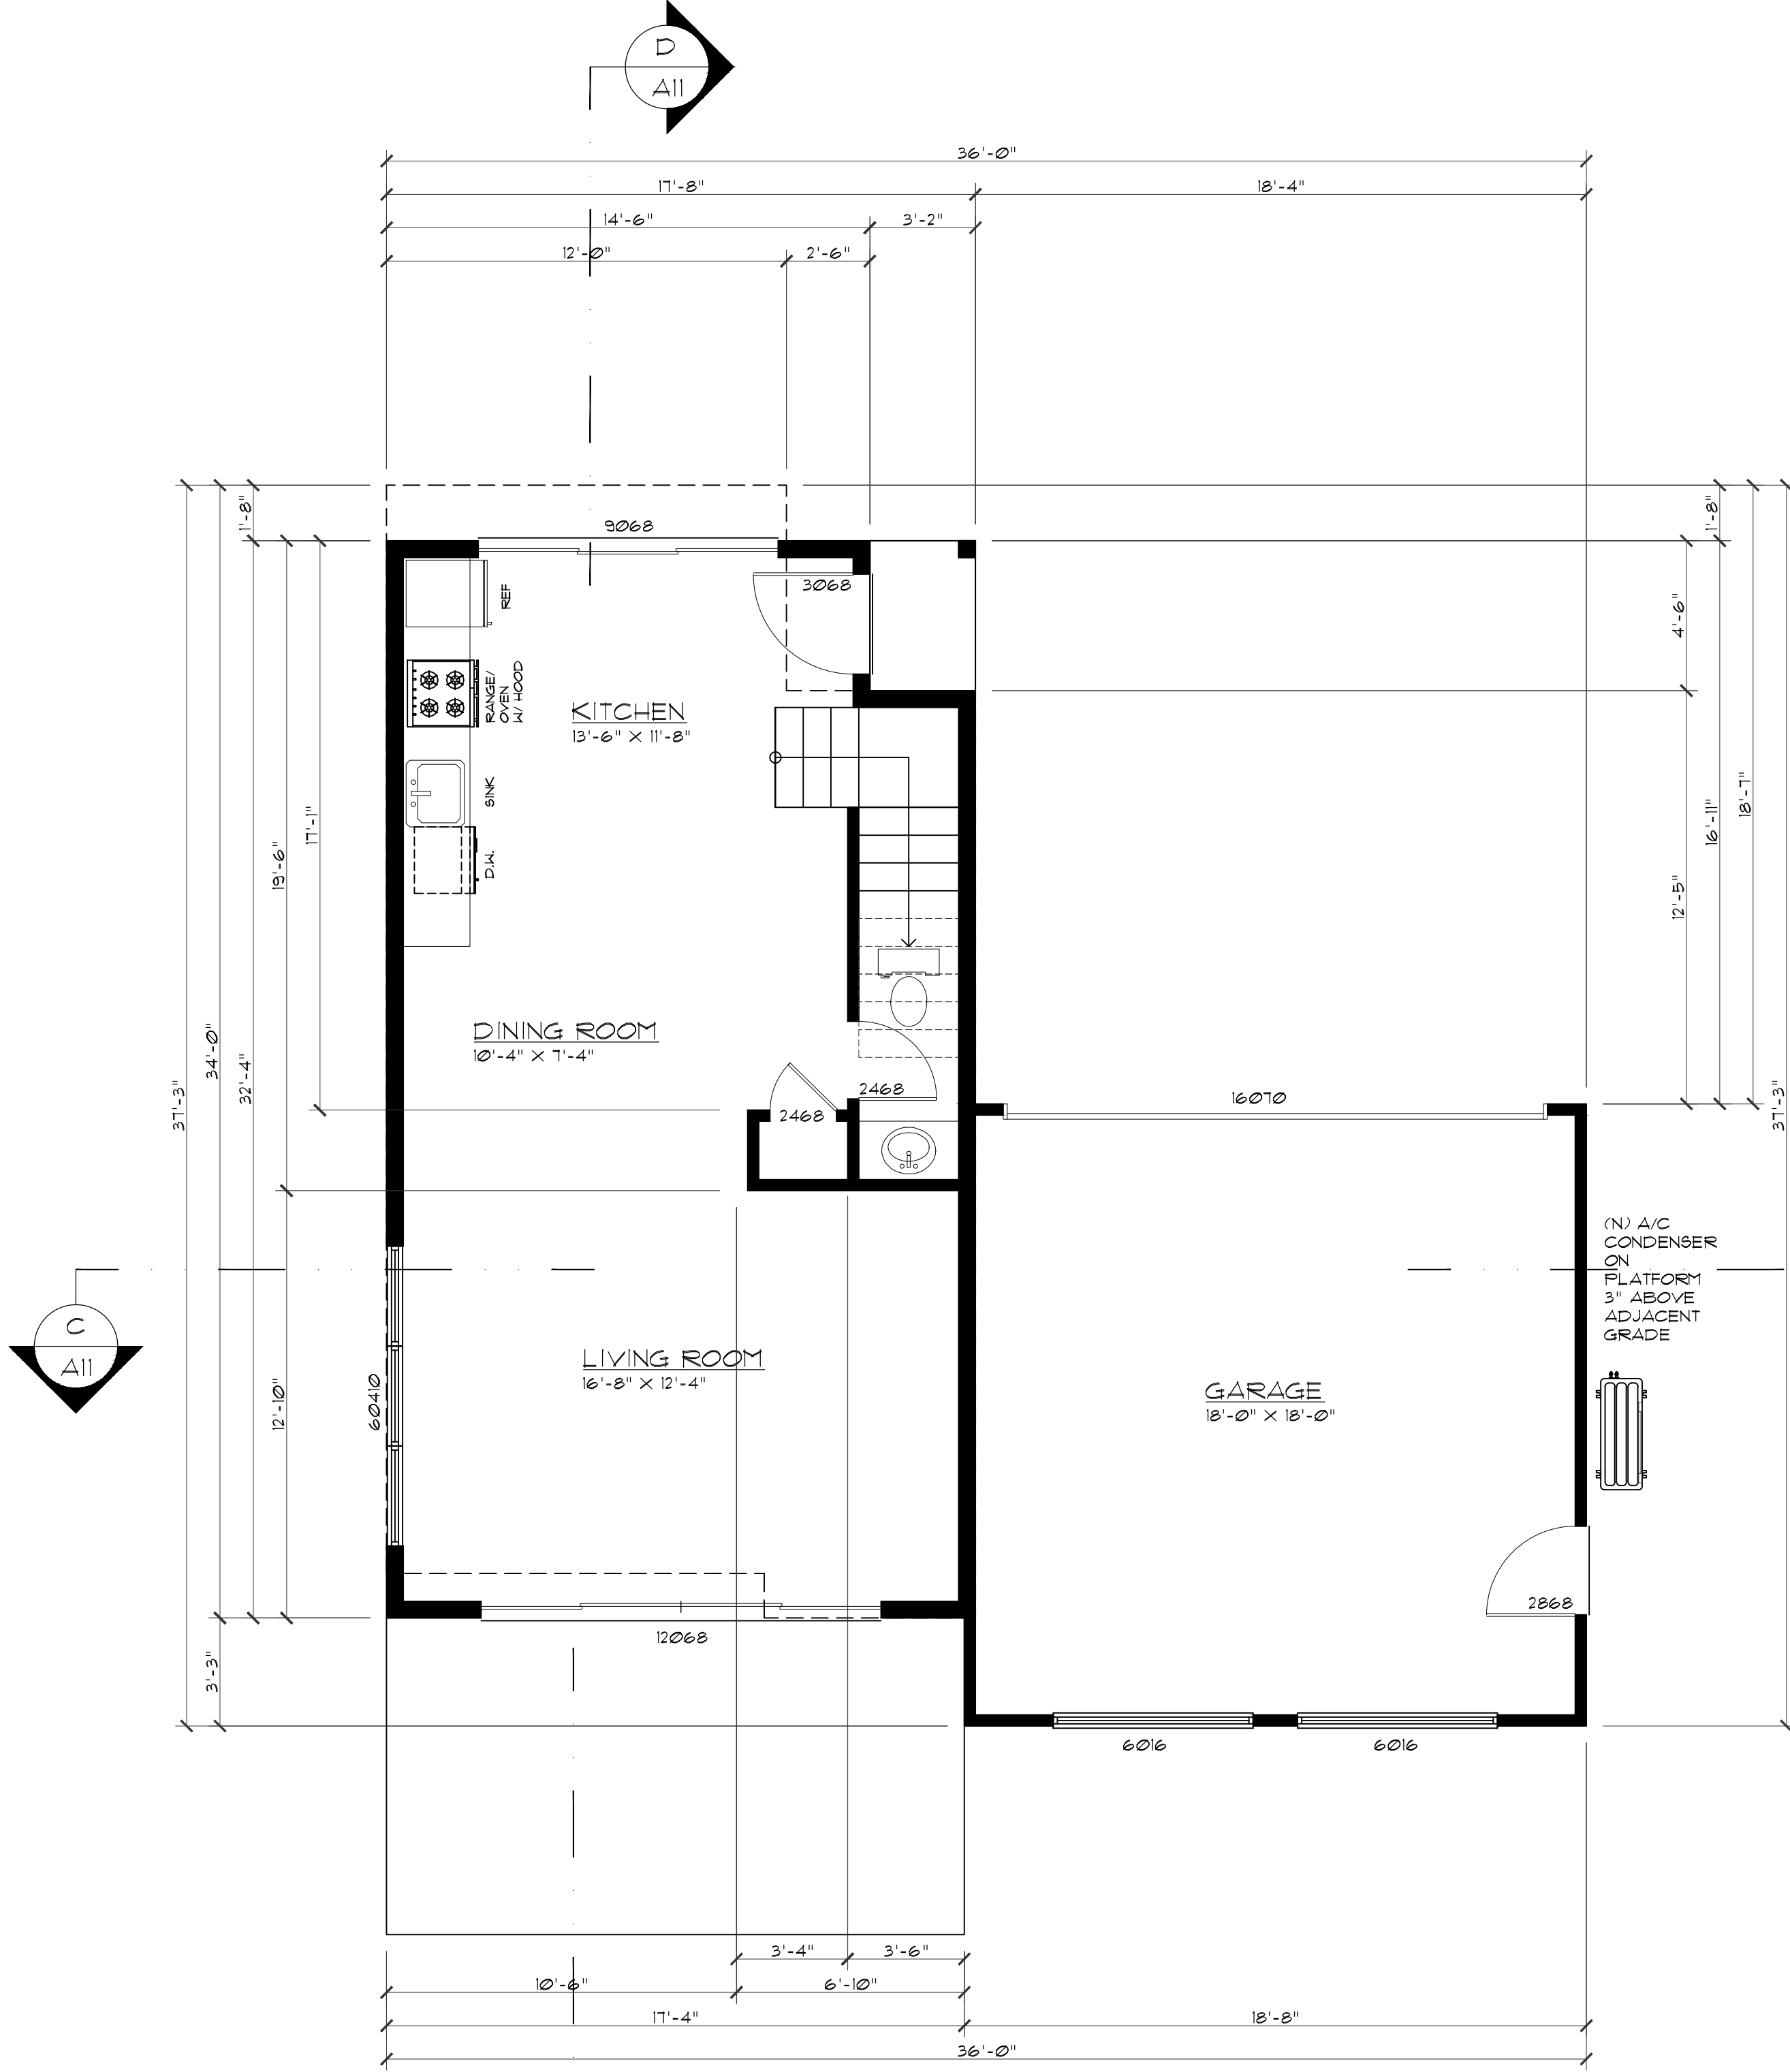 D
A11
36'-0"
17'-8"
18'-4"
14'-6"
3'-2"
12'-0"
2'-6"
1'-8"
1'-8"
9068
3068
REF
4'-6"
RANGE/
OVEN
W/ HOOD
KITCHEN
13'-6" X 11'-8"
SINK
D.W.
17'-1"
19'-6"
18'-7"
16'-11"
12'-5"
34'-0"
32'-4"
37'-3"
37'-3"
DINING ROOM
10'-4" X 7'-4"
2468
2468
16070
(N) A/C
CONDENSER
ON
PLATFORM
3" ABOVE
ADJACENT
GRADE
C
A11
LIVING ROOM
16'-8" X 12'-4"
60410
12'-10"
GARAGE
18'-0" X 18'-0"
2868
12068
3'-3"
6016
6016
3'-4"
3'-6"
10'-6"
6'-10"
17'-4"
18'-8"
36'-0"